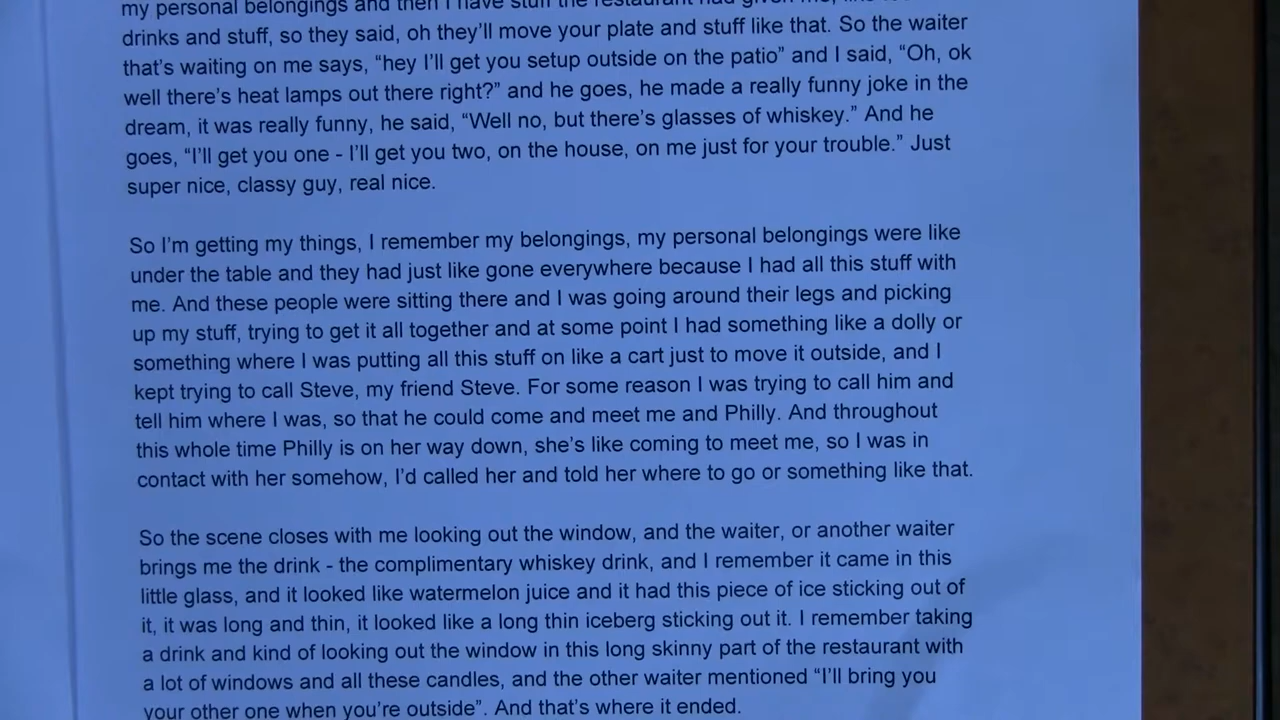 my personal belongings and then I have stuff the restaurant had given me, like
drinks and stuff, so they said, oh they'll move your plate and stuff like that. So the waiter
that's waiting on me says, “hey I'll get you setup outside on the patio” and I said, “Oh, ok
well there's heat lamps out there right?” and he goes, he made a really funny joke in the
dream, it was really funny, he said, “Well no, but there's glasses of whiskey.” And he
goes, “I'll get you one - I'll get you two, on the house, on me just for your trouble.” Just
super nice, classy guy, real nice.
So I'm getting my things, I remember my belongings, my personal belongings were like
under the table and they had just like gone everywhere because I had all this stuff with
me. And these people were sitting there and I was going around their legs and picking
up my stuff, trying to get it all together and at some point I had something like a dolly or
something where I was putting all this stuff on like a cart just to move it outside, and I
kept trying to call Steve, my friend Steve. For some reason I was trying to call him and
tell him where I was, so that he could come and meet me and Philly. And throughout
this whole time Philly is on her way down, she's like coming to meet me, so I was in
contact with her somehow, I'd called her and told her where to go or something like that.
So the scene closes with me looking out the window, and the waiter, or another waiter
brings me the drink - the complimentary whiskey drink, and I remember it came in this
little glass, and it looked like watermelon juice and it had this piece of ice sticking out of
it, it was long and thin, it looked like a long thin iceberg sticking out it. I remember taking
a drink and kind of looking out the window in this long skinny part of the restaurant with
a lot of windows and all these candles, and the other waiter mentioned “I'll bring you
your other one when you're outside”. And that's where it ended.